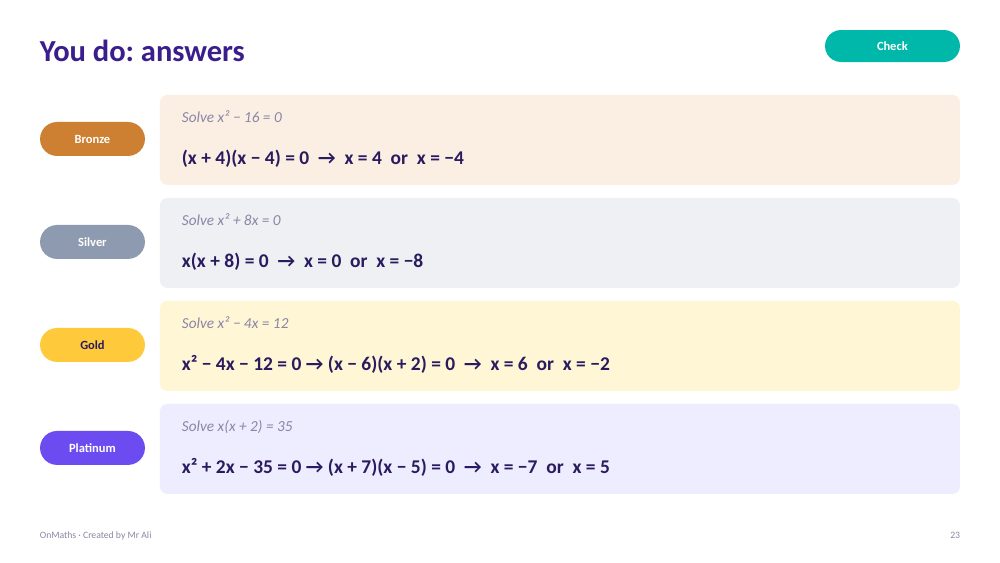 You do: answers
Check
Bronze
Solve x² − 16 = 0
(x + 4)(x − 4) = 0 → x = 4 or x = −4
Silver
Solve x² + 8x = 0
x(x + 8) = 0 → x = 0 or x = −8
Gold
Solve x² − 4x = 12
x² − 4x − 12 = 0 → (x − 6)(x + 2) = 0 → x = 6 or x = −2
Platinum
Solve x(x + 2) = 35
x² + 2x − 35 = 0 → (x + 7)(x − 5) = 0 → x = −7 or x = 5
OnMaths · Created by Mr Ali
23